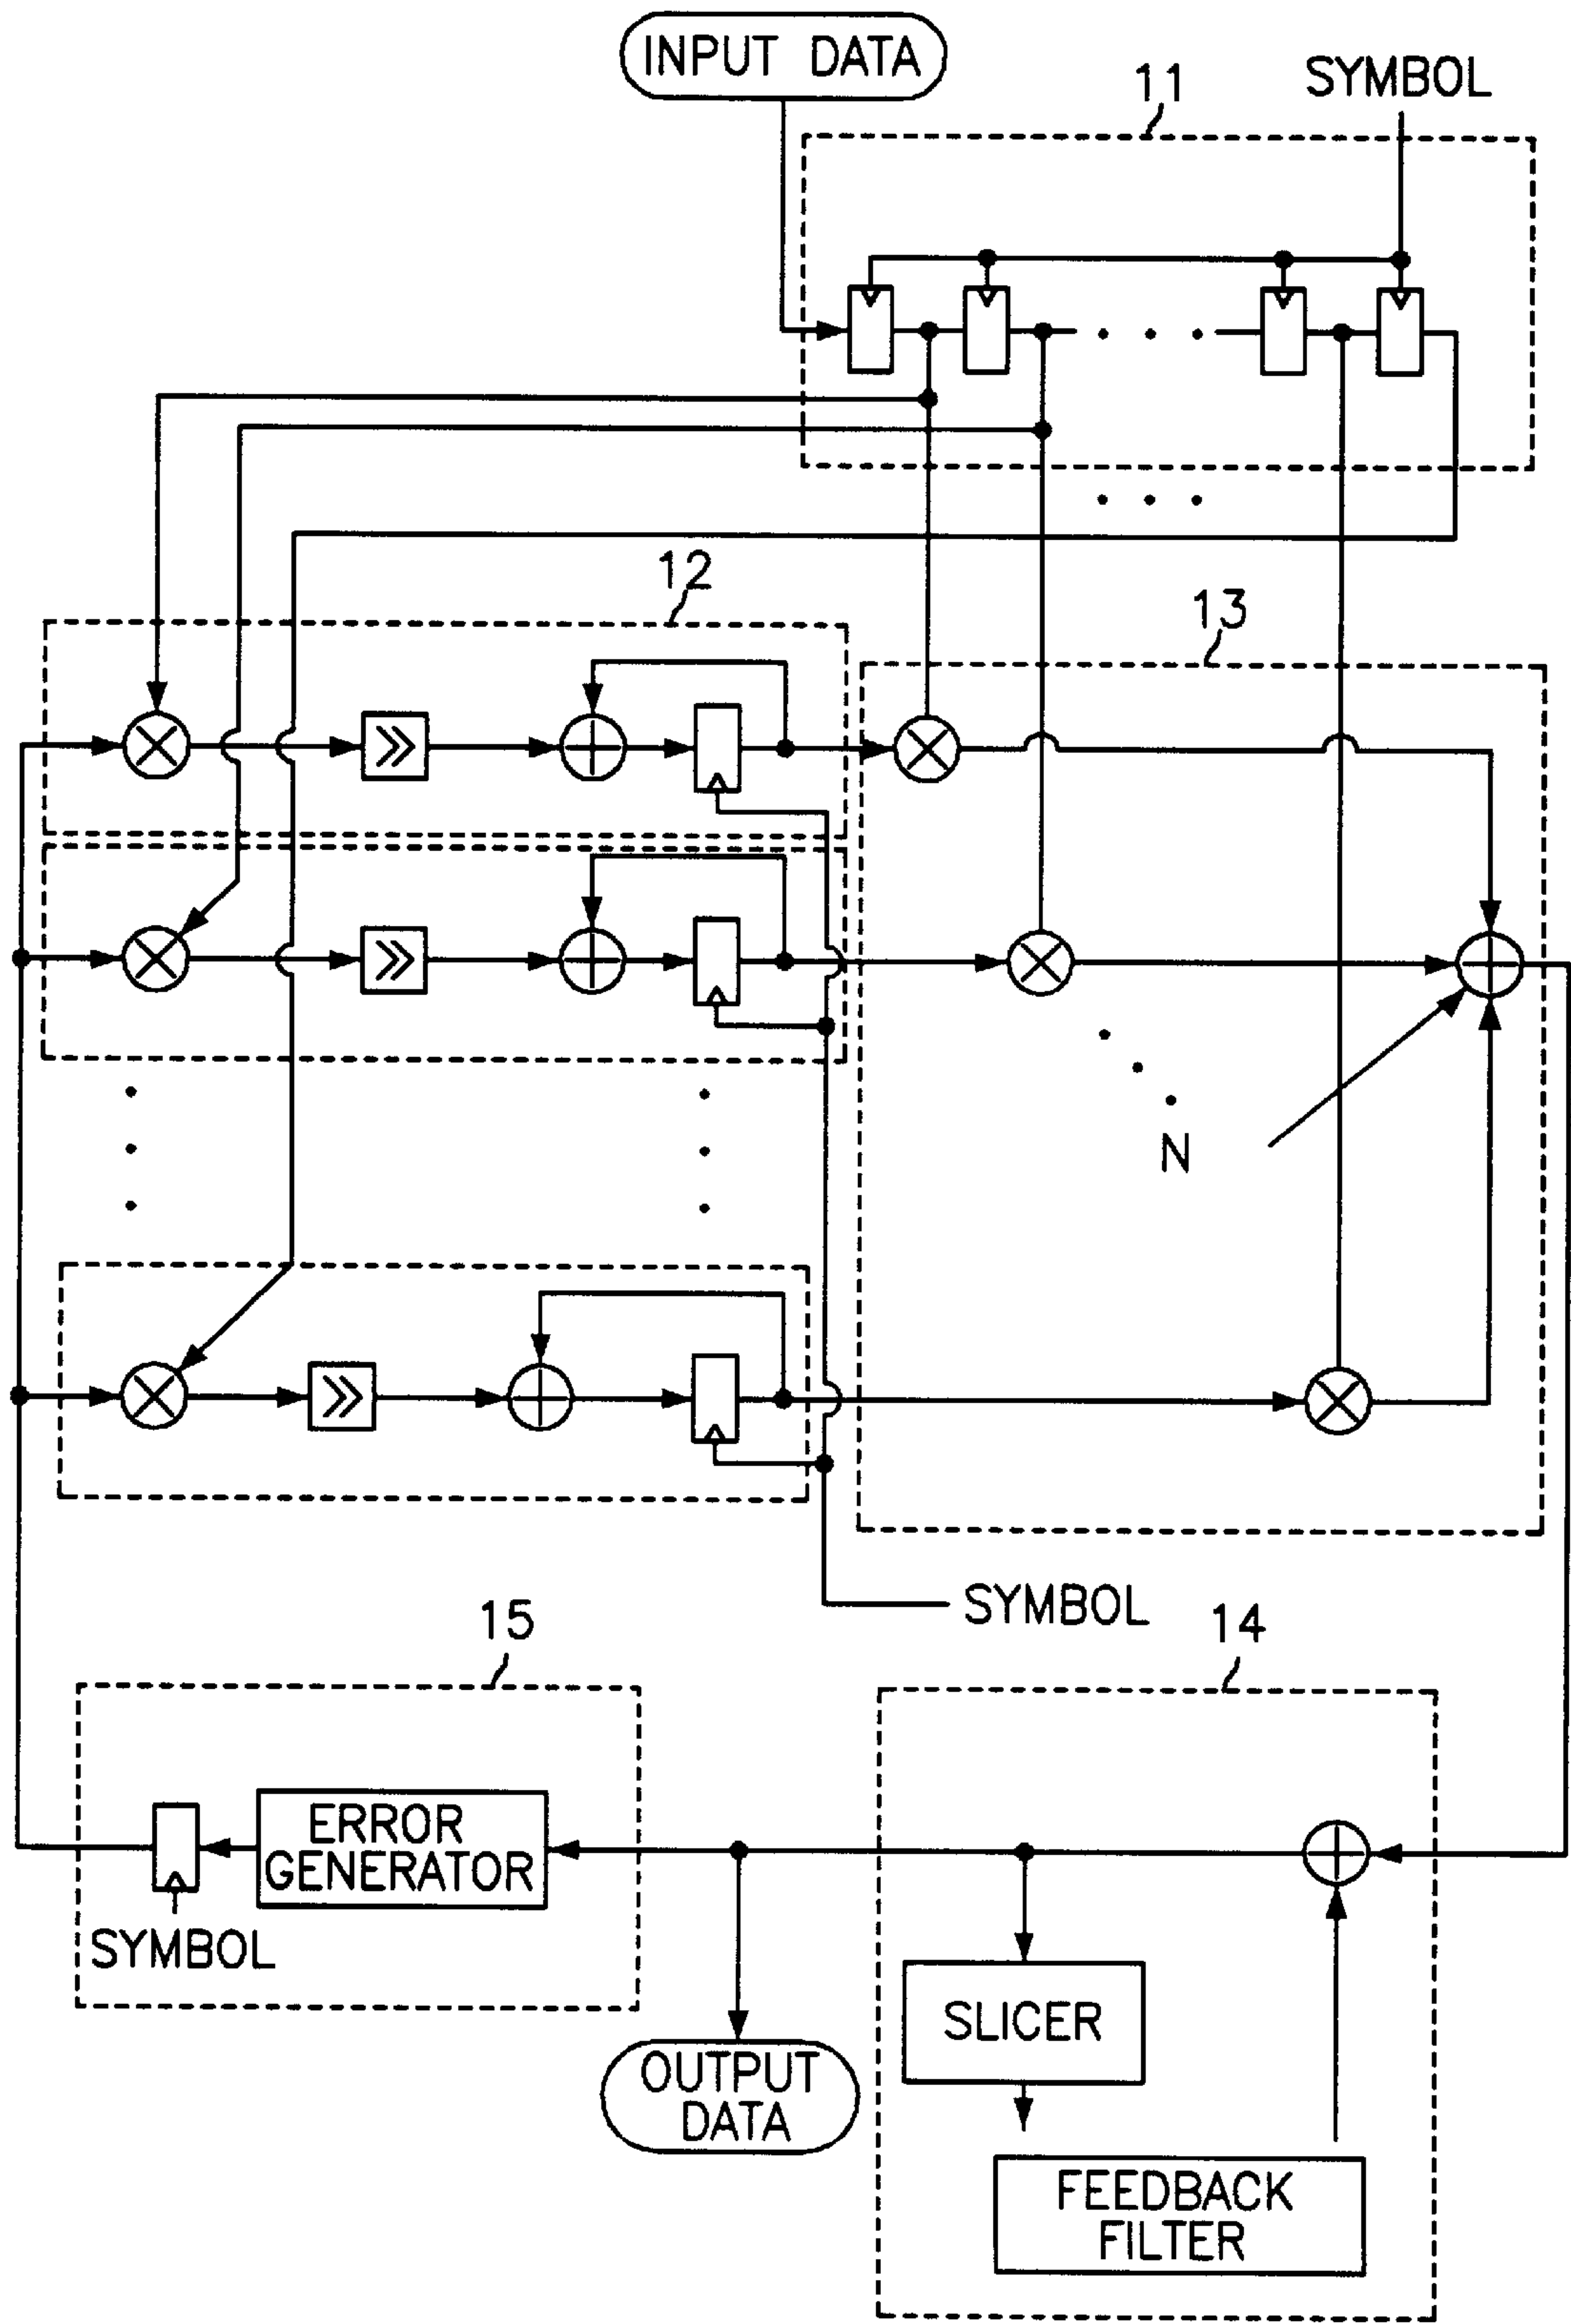 INPUT DATA
11
SYMBOL
12
13
N
SYMBOL
15
14
ERROR
GENERATOR
SYMBOL
SLICER
OUTPUT
DATA
FEEDBACK
FILTER